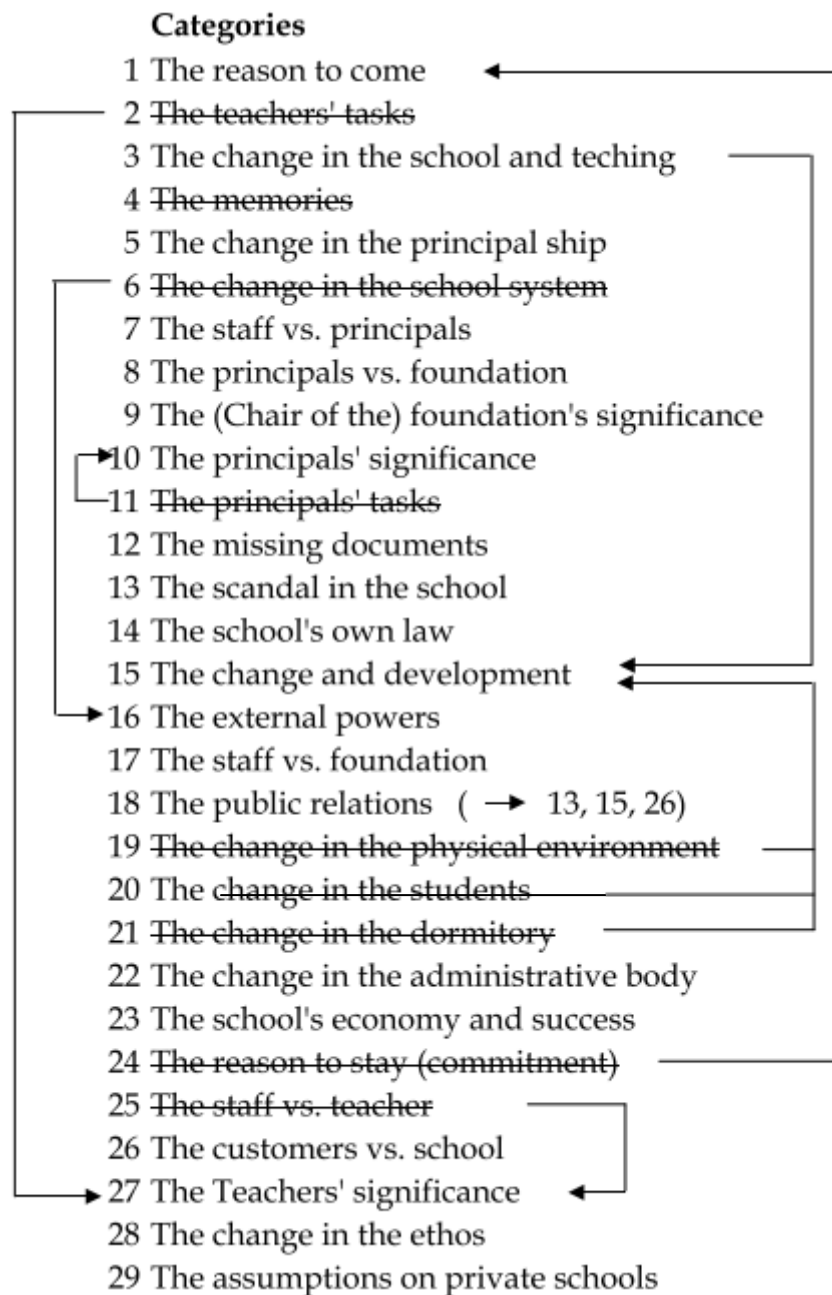 Categories
1 The reason to come
2 The teachers' tasks
3 The change in the school and teching
4 The memories
5 The change in the principal ship
6 The change in the school system
7 The staff vs. principals
8 The principals vs. foundation
9 The (Chair of the) foundation's significance
10 The principals' significance
11 The principals' tasks
12 The missing documents
13 The scandal in the school
14 The school's own law
15 The change and development
16 The external powers
17 The staff vs. foundation
18 The public relations ( → 13, 15, 26)
19 The change in the physical environment
20 The change in the students
21 The change in the dormitory
22 The change in the administrative body
23 The school's economy and success
24 The reason to stay (commitment)
25 The staff vs. teacher
26 The customers vs. school
27 The Teachers' significance
28 The change in the ethos
29 The assumptions on private schools